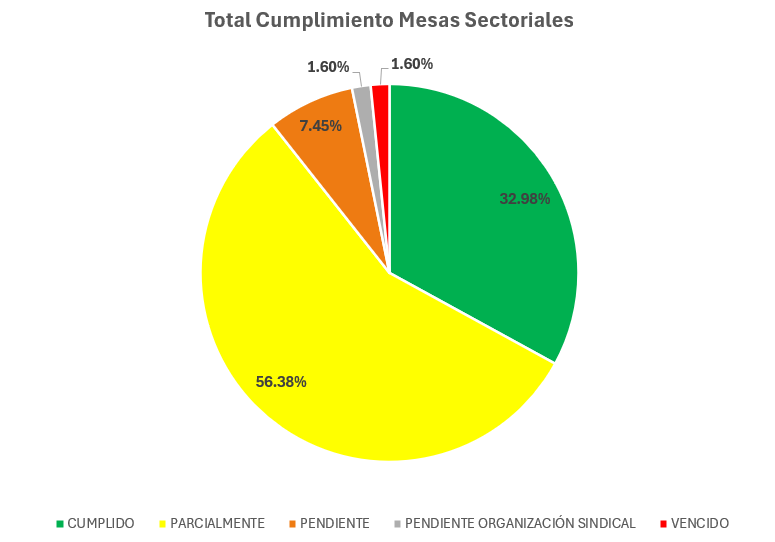 Total Cumplimiento Mesas Sectoriales
1.60%
1.60%
7.45%
32.98%
56.38%
CUMPLIDO
PARCIALMENTE
PENDIENTE
PENDIENTE ORGANIZACIÓN SINDICAL
VENCIDO